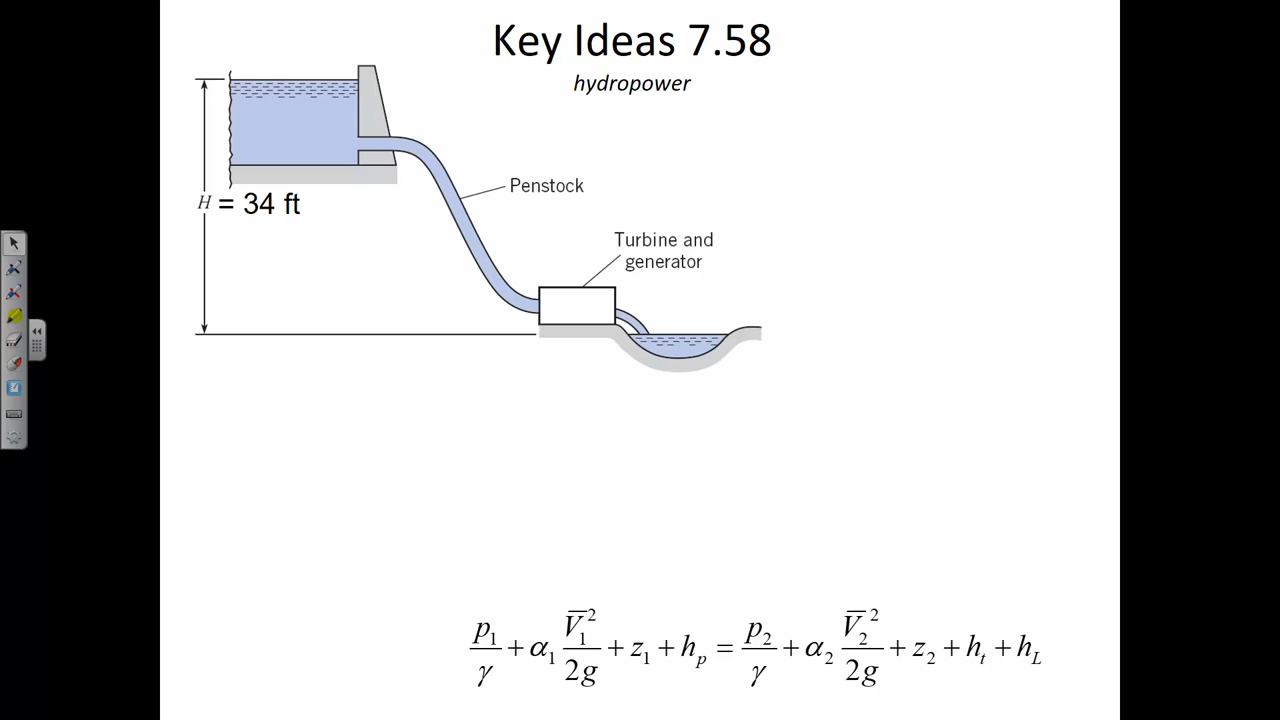 Key Ideas 7.58
hydropower
Penstock
H = 34 ft
Turbine and
generator
p₁/γ + α₁ V̅₁²/2g + z₁ + hₚ = p₂/γ + α₂ V̅₂²/2g + z₂ + hₜ + h_L